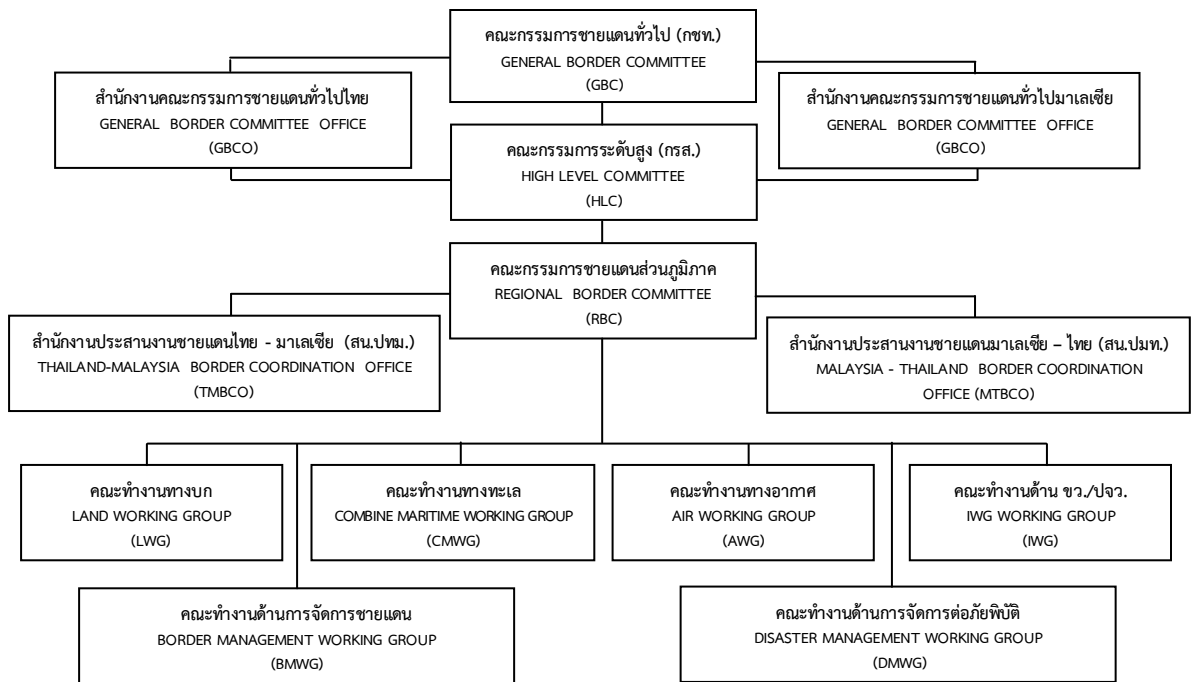 คณะกรรมการชายแดนทั่วไป (กชท.)
GENERAL BORDER COMMITTEE
(GBC)
สำนักงานคณะกรรมการชายแดนทั่วไปไทย
GENERAL BORDER COMMITTEE OFFICE
(GBCO)
สำนักงานคณะกรรมการชายแดนทั่วไปมาเลเซีย
GENERAL BORDER COMMITTEE OFFICE
(GBCO)
คณะกรรมการระดับสูง (กรส.)
HIGH LEVEL COMMITTEE
(HLC)
คณะกรรมการชายแดนส่วนภูมิภาค
REGIONAL BORDER COMMITTEE
(RBC)
สำนักงานประสานงานชายแดนไทย - มาเลเซีย (สน.ปทม.)
THAILAND-MALAYSIA BORDER COORDINATION OFFICE
(TMBCO)
สำนักงานประสานงานชายแดนมาเลเซีย – ไทย (สน.ปมท.)
MALAYSIA - THAILAND BORDER COORDINATION
OFFICE (MTBCO)
คณะทำงานทางบก
LAND WORKING GROUP
(LWG)
คณะทำงานทางทะเล
COMBINE MARITIME WORKING GROUP
(CMWG)
คณะทำงานทางอากาศ
AIR WORKING GROUP
(AWG)
คณะทำงานด้าน ขว./ปจว.
IWG WORKING GROUP
(IWG)
คณะทำงานด้านการจัดการชายแดน
BORDER MANAGEMENT WORKING GROUP
(BMWG)
คณะทำงานด้านการจัดการต่อภัยพิบัติ
DISASTER MANAGEMENT WORKING GROUP
(DMWG)